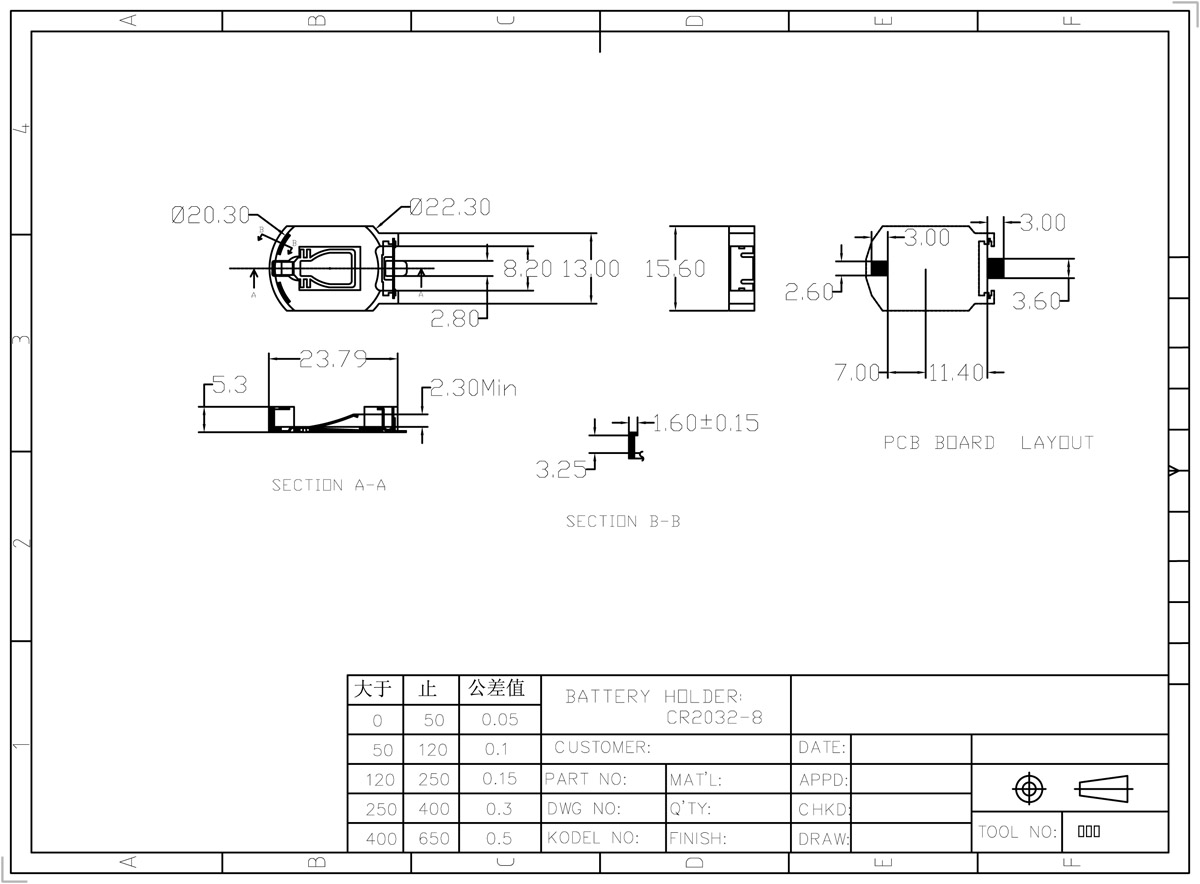 A B C D E F
4
3
2
1
Ø20.30
Ø22.30
B
B
A
A
8.20
13.00
2.80
15.60
3.00
3.00
2.60
3.60
7.00
11.40
PCB BOARD LAYOUT
23.79
5.3
2.30Min
SECTION A-A
1.60±0.15
3.25
SECTION B-B
大于 止 公差值
0 50 0.05
50 120 0.1
120 250 0.15
250 400 0.3
400 650 0.5
BATTERY HOLDER:
CR2032-8
CUSTOMER:
DATE:
PART NO:
MAT'L:
APPD:
DWG NO:
Q'TY:
CHKD:
KODEL NO:
FINISH:
DRAW:
TOOL NO:
A B C D E F